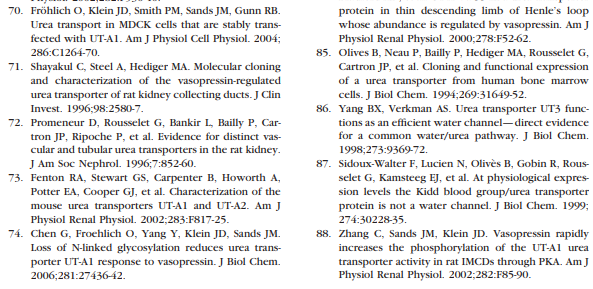 70. Fröhlich O, Klein JD, Smith PM, Sands JM, Gunn RB.
Urea transport in MDCK cells that are stably trans-
fected with UT-A1. Am J Physiol Cell Physiol. 2004;
286:C1264-70.
71. Shayakul C, Steel A, Hediger MA. Molecular cloning
and characterization of the vasopressin-regulated
urea transporter of rat kidney collecting ducts. J Clin
Invest. 1996;98:2580-7.
72. Promeneur D, Rousselet G, Bankir L, Bailly P, Car-
tron JP, Ripoche P, et al. Evidence for distinct vas-
cular and tubular urea transporters in the rat kidney.
J Am Soc Nephrol. 1996;7:852-60.
73. Fenton RA, Stewart GS, Carpenter B, Howorth A,
Potter EA, Cooper GJ, et al. Characterization of the
mouse urea transporters UT-A1 and UT-A2. Am J
Physiol Renal Physiol. 2002;283:F817-25.
74. Chen G, Froehlich O, Yang Y, Klein JD, Sands JM.
Loss of N-linked glycosylation reduces urea trans-
porter UT-A1 response to vasopressin. J Biol Chem.
2006;281:27436-42.
protein in thin descending limb of Henle's loop
whose abundance is regulated by vasopressin. Am J
Physiol Renal Physiol. 2000;278:F52-62.
85. Olives B, Neau P, Bailly P, Hediger MA, Rousselet G,
Cartron JP, et al. Cloning and functional expression
of a urea transporter from human bone marrow
cells. J Biol Chem. 1994;269:31649-52.
86. Yang BX, Verkman AS. Urea transporter UT3 func-
tions as an efficient water channel—direct evidence
for a common water/urea pathway. J Biol Chem.
1998;273:9369-72.
87. Sidoux-Walter F, Lucien N, Olivès B, Gobin R, Rous-
selet G, Kamsteeg EJ, et al. At physiological expres-
sion levels the Kidd blood group/urea transporter
protein is not a water channel. J Biol Chem. 1999;
274:30228-35.
88. Zhang C, Sands JM, Klein JD. Vasopressin rapidly
increases the phosphorylation of the UT-A1 urea
transporter activity in rat IMCDs through PKA. Am J
Physiol Renal Physiol. 2002;282:F85-90.